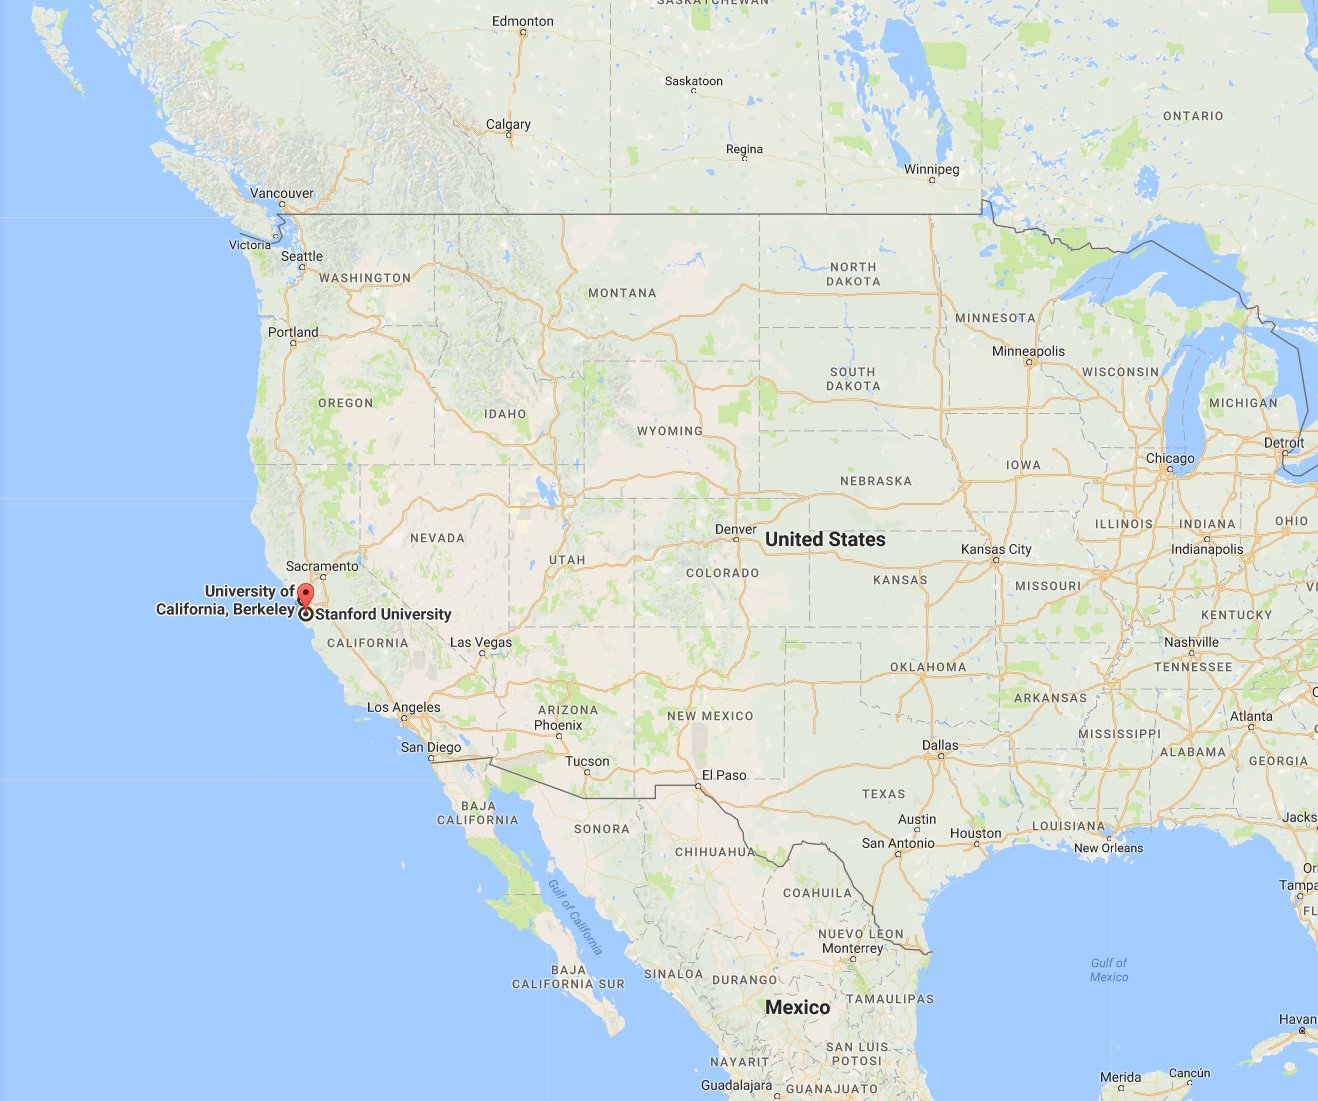 SASKATCHEWAN
Edmonton
Saskatoon
Calgary
ONTARIO
Regina
Winnipeg
Vancouver
Victoria
Seattle
WASHINGTON
NORTH
DAKOTA
MONTANA
MINNESOTA
Portland
Minneapolis
WISCONSIN
SOUTH
DAKOTA
OREGON
IDAHO
MICHIGAN
WYOMING
Detroit
Chicago
IOWA
NEBRASKA
ILLINOIS
INDIANA
OHIO
Denver
United States
NEVADA
Indianapolis
Kansas City
UTAH
Sacramento
COLORADO
KANSAS
MISSOURI
University of
California, Berkeley
Stanford University
KENTUCKY
CALIFORNIA
Las Vegas
Nashville
OKLAHOMA
TENNESSEE
ARKANSAS
Los Angeles
ARIZONA
Phoenix
NEW MEXICO
Atlanta
MISSISSIPPI
San Diego
Dallas
ALABAMA
Tucson
GEORGIA
El Paso
TEXAS
BAJA
CALIFORNIA
Austin
Jacks
SONORA
LOUISIANA
Houston
San Antonio
New Orleans
CHIHUAHUA
Tampa
COAHUILA
Gulf of California
FL
NUEVO LEON
Monterrey
Gulf of
Mexico
BAJA
CALIFORNIA SUR
SINALOA
DURANGO
TAMAULIPAS
Mexico
Havan
SAN LUIS
POTOSI
NAYARIT
Merida
Cancún
Guadalajara
GUANAJUATO